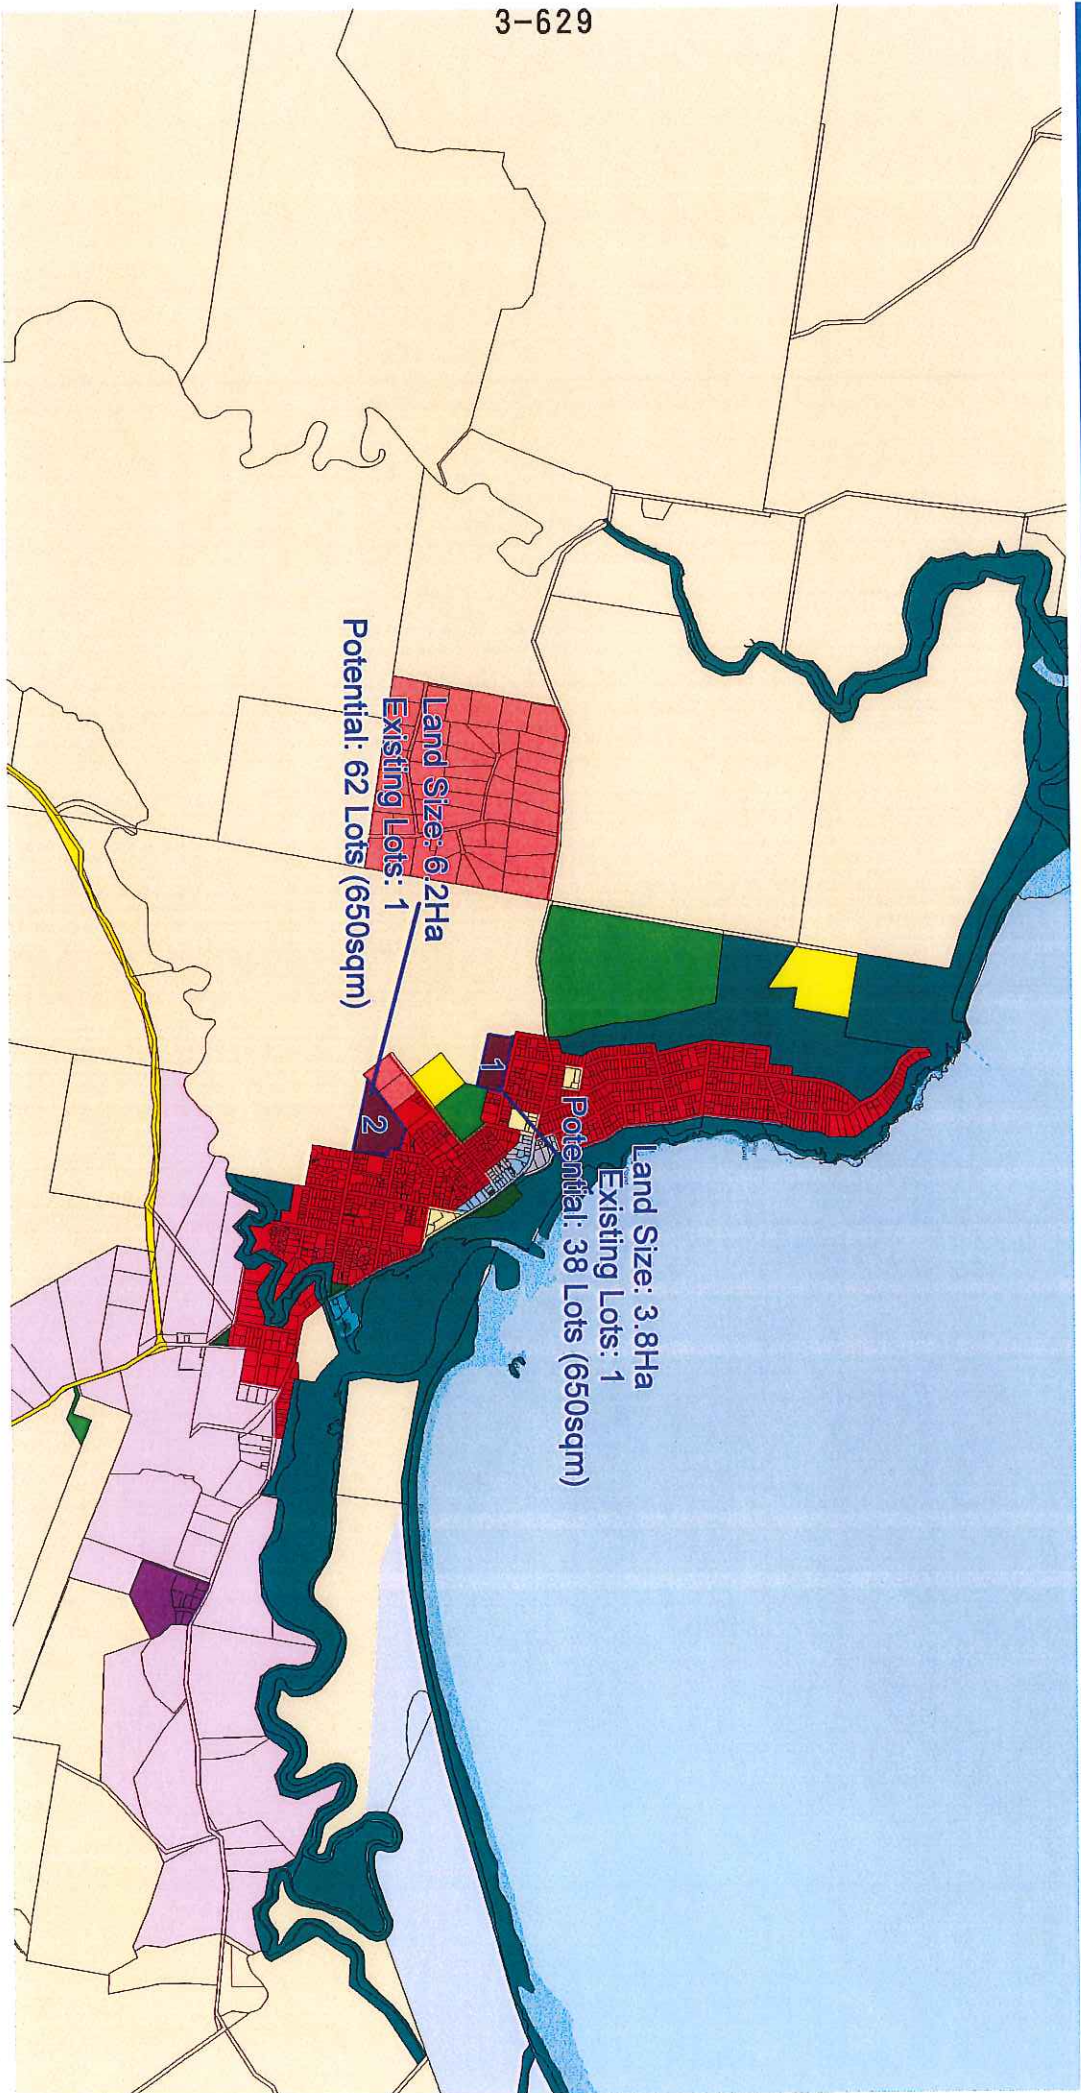 3-629
Land Size: 6.2Ha
Existing Lots: 1
Potential: 62 Lots (650sqm)
1
2
Land Size: 3.8Ha
Existing Lots: 1
Potential: 38 Lots (650sqm)